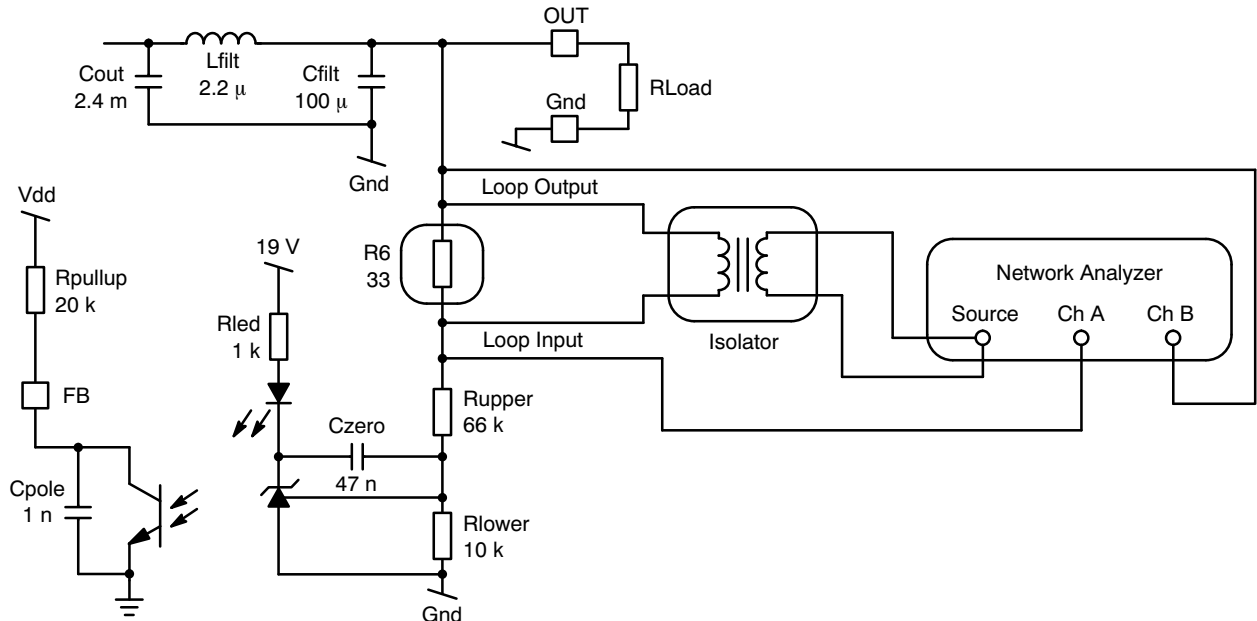 OUT
Lfilt
2.2 μ
Cout
2.4 m
Cfilt
100 μ
RLoad
Gnd
Gnd
Vdd
Loop Output
19 V
R6
33
Network Analyzer
Rpullup
20 k
Source
Ch A
Ch B
Rled
1 k
Loop Input
Isolator
FB
Rupper
66 k
Czero
47 n
Cpole
1 n
Rlower
10 k
Gnd